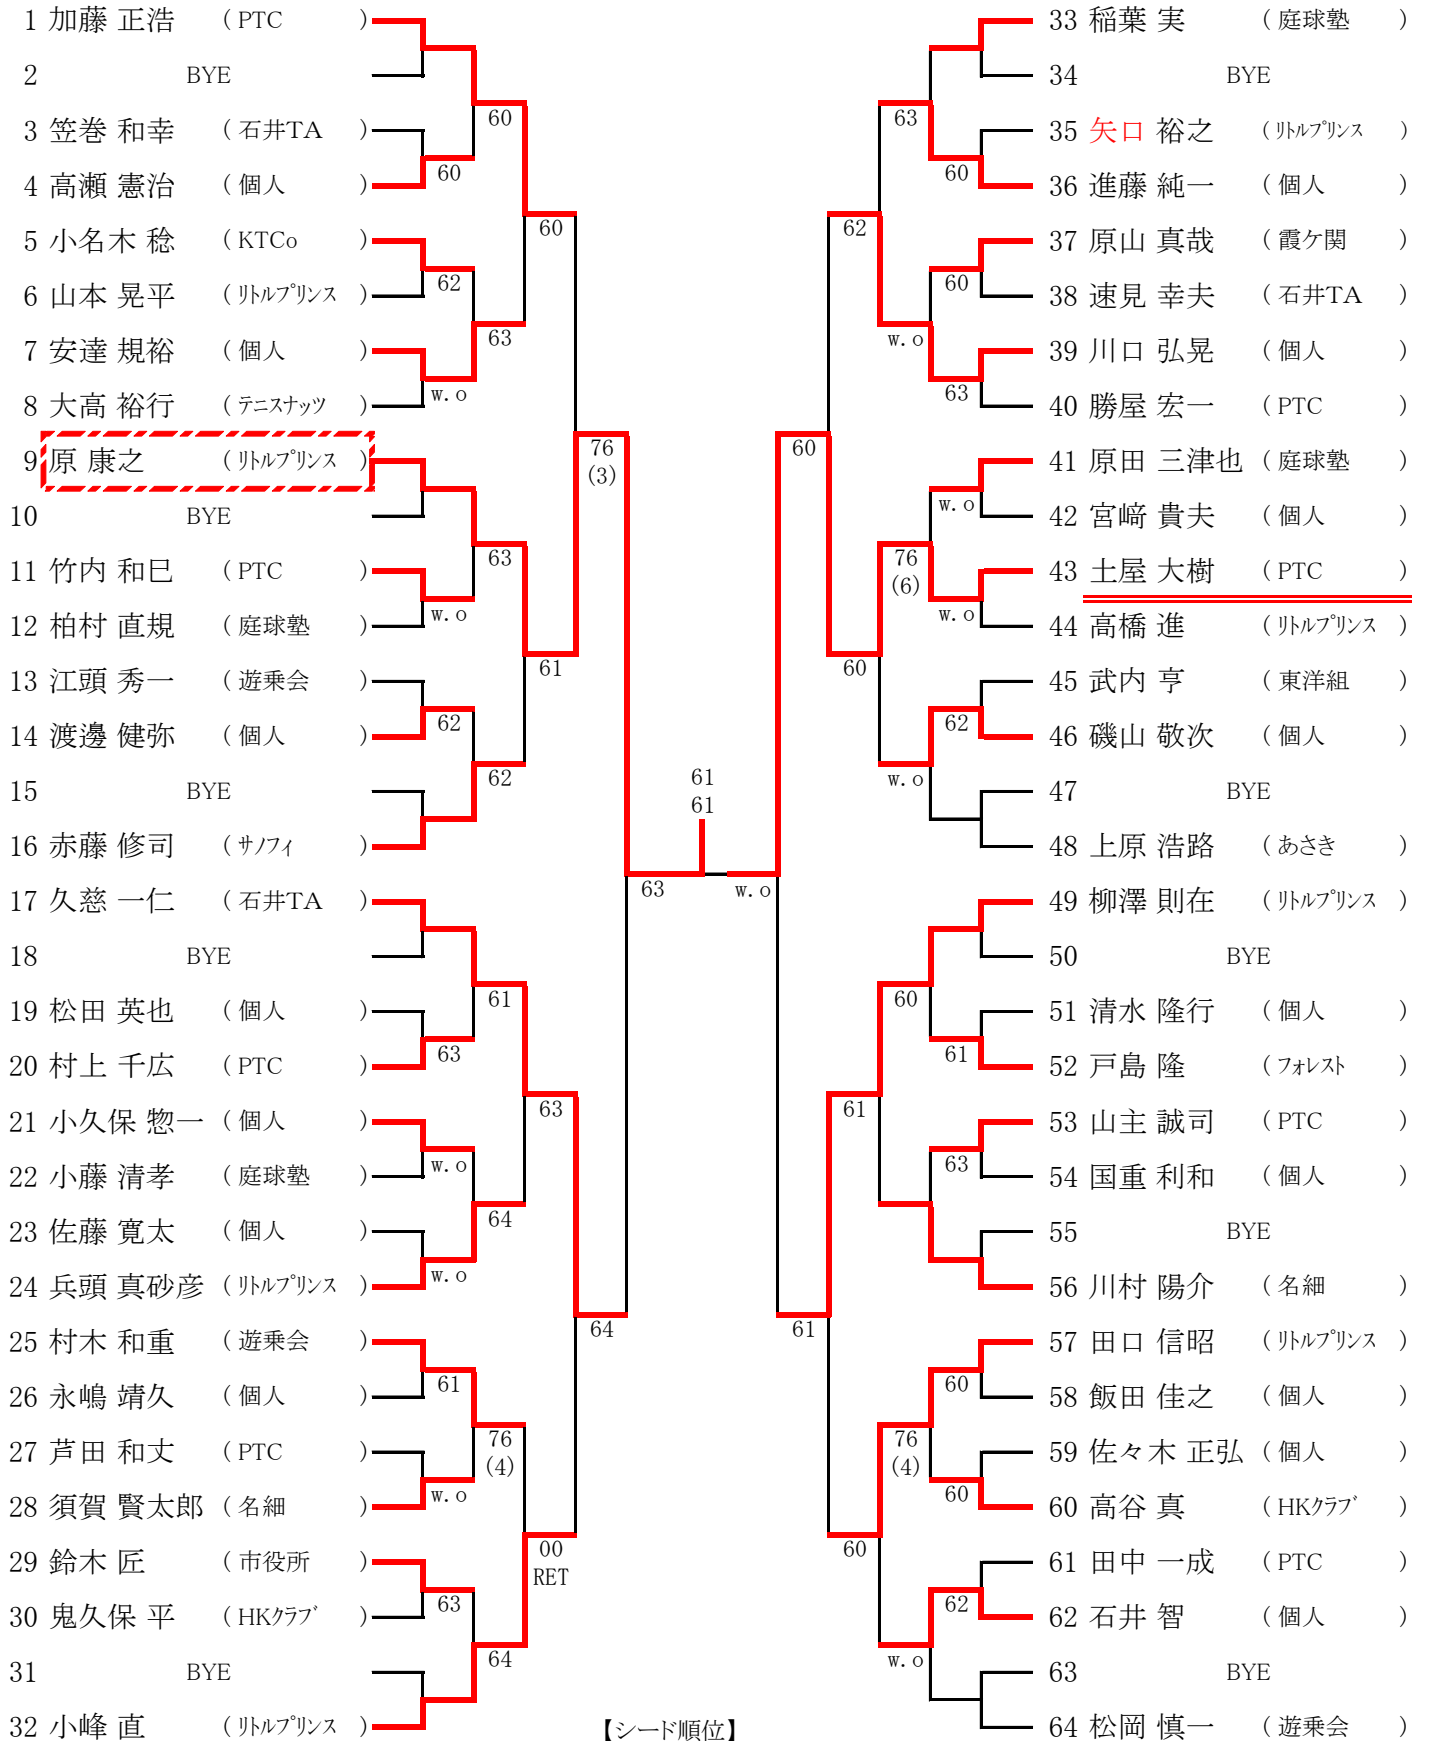 1 加藤 正浩 ( PTC )
2 BYE
60
3 笠巻 和幸 ( 石井TA )
60
4 高瀬 憲治 ( 個人 )
60
5 小名木 稔 ( KTCo )
62
6 山本 晃平 ( ﾘﾄﾙﾌﾟﾘﾝｽ )
63
7 安達 規裕 ( 個人 )
w.o
8 大高 裕行 ( ﾃﾆｽﾅｯﾂ )
76
(3)
9 原 康之 ( ﾘﾄﾙﾌﾟﾘﾝｽ )
10 BYE
63
11 竹内 和巳 ( PTC )
w.o
12 柏村 直規 ( 庭球塾 )
61
13 江頭 秀一 ( 遊乗会 )
62
14 渡邊 健弥 ( 個人 )
62
15 BYE
16 赤藤 修司 ( ｻﾉﾌｨ )
63
17 久慈 一仁 ( 石井TA )
18 BYE
61
19 松田 英也 ( 個人 )
63
20 村上 千広 ( PTC )
63
21 小久保 惣一 ( 個人 )
w.o
22 小藤 清孝 ( 庭球塾 )
64
23 佐藤 寛太 ( 個人 )
w.o
24 兵頭 真砂彦 ( ﾘﾄﾙﾌﾟﾘﾝｽ )
64
25 村木 和重 ( 遊乗会 )
61
26 永嶋 靖久 ( 個人 )
76
(4)
27 芦田 和丈 ( PTC )
w.o
28 須賀 賢太郎 ( 名細 )
00
RET
29 鈴木 匠 ( 市役所 )
63
30 鬼久保 平 ( HKｸﾗﾌﾞ )
64
31 BYE
32 小峰 直 ( ﾘﾄﾙﾌﾟﾘﾝｽ )
61
61
【シード順位】
33 稲葉 実 ( 庭球塾 )
34 BYE
63
35 矢口 裕之 ( ﾘﾄﾙﾌﾟﾘﾝｽ )
60
36 進藤 純一 ( 個人 )
62
37 原山 真哉 ( 霞ケ関 )
60
38 速見 幸夫 ( 石井TA )
w.o
39 川口 弘晃 ( 個人 )
63
40 勝屋 宏一 ( PTC )
60
41 原田 三津也 ( 庭球塾 )
w.o
42 宮﨑 貴夫 ( 個人 )
76
(6)
43 土屋 大樹 ( PTC )
w.o
44 高橋 進 ( ﾘﾄﾙﾌﾟﾘﾝｽ )
60
45 武内 亨 ( 東洋組 )
62
46 磯山 敬次 ( 個人 )
w.o
47 BYE
48 上原 浩路 ( あさき )
w.o
49 柳澤 則在 ( ﾘﾄﾙﾌﾟﾘﾝｽ )
50 BYE
60
51 清水 隆行 ( 個人 )
61
52 戸島 隆 ( ﾌｫﾚｽﾄ )
61
53 山主 誠司 ( PTC )
63
54 国重 利和 ( 個人 )
55 BYE
56 川村 陽介 ( 名細 )
61
57 田口 信昭 ( ﾘﾄﾙﾌﾟﾘﾝｽ )
60
58 飯田 佳之 ( 個人 )
76
(4)
59 佐々木 正弘 ( 個人 )
60
60 高谷 真 ( HKｸﾗﾌﾞ )
60
61 田中 一成 ( PTC )
62
62 石井 智 ( 個人 )
w.o
63 BYE
64 松岡 慎一 ( 遊乗会 )